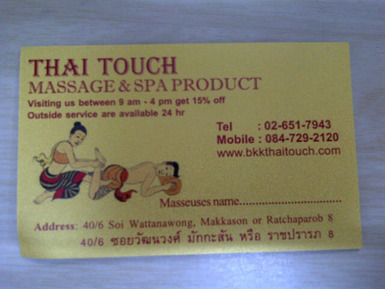 THAI TOUCH
MASSAGE & SPA PRODUCT
Visiting us between 9 am - 4 pm get 15% off
Outside service are available 24 hr
Tel : 02-651-7943
Mobile : 084-729-2120
www.bkkthaitouch.com
Masseuses name................................
Address: 40/6 Soi Wattanawong, Makkason or Ratchaparob 8
40/6 ซอยวัฒนวงศ์ มักกะสัน หรือ ราชปรารภ 8